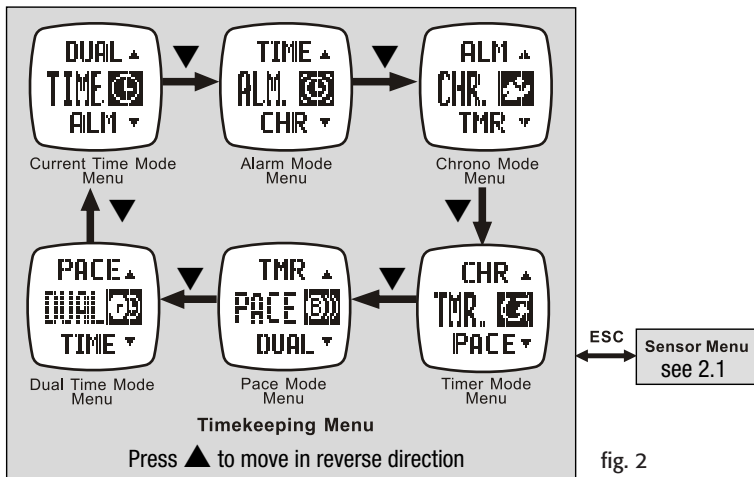 DUAL ▲
TIME
ALM ▼
Current Time Mode
Menu
▼
TIME ▲
ALM.
CHR ▼
Alarm Mode
Menu
▼
ALM ▲
CHR.
TMR ▼
Chrono Mode
Menu
▼
CHR ▲
TMR.
PACE ▼
Timer Mode
Menu
▼
TMR ▲
PACE
DUAL ▼
Pace Mode
Menu
▼
PACE ▲
DUAL
TIME ▼
Dual Time Mode
Menu
▼
ESC
Sensor Menu
see 2.1
Timekeeping Menu
Press ▲ to move in reverse direction
fig. 2